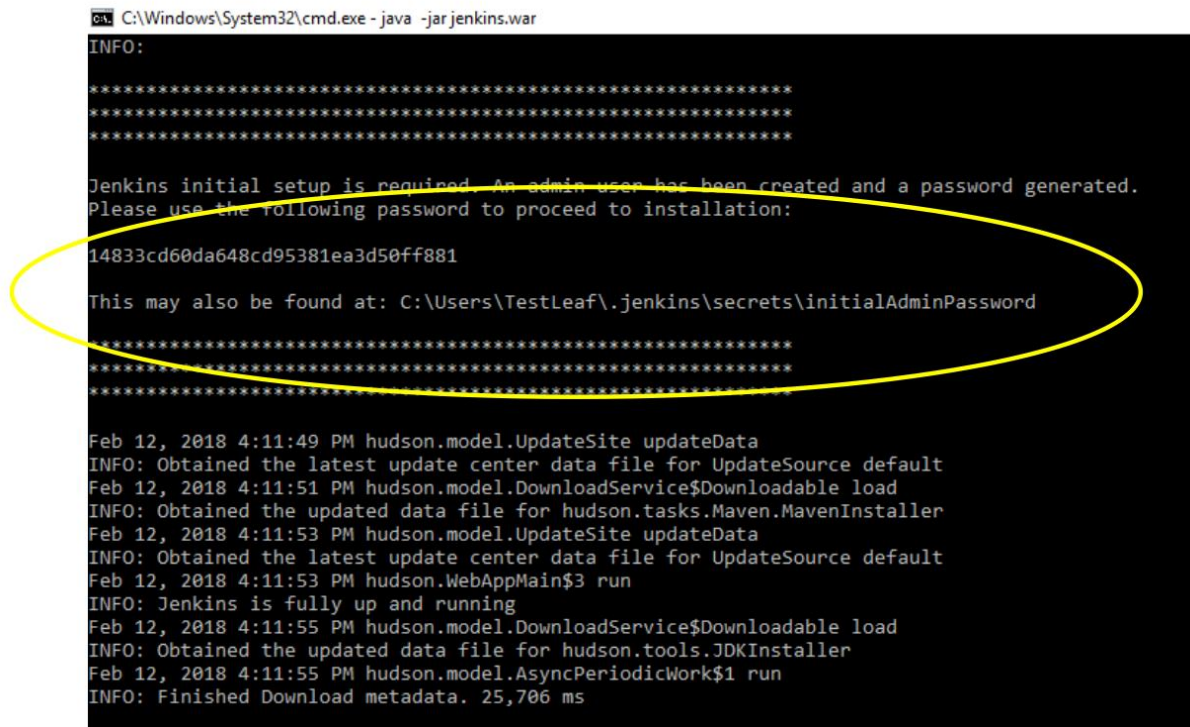 C:\Windows\System32\cmd.exe - java -jar jenkins.war
INFO:
*************************************************************
*************************************************************
*************************************************************
Jenkins initial setup is required. An admin user has been created and a password generated.
Please use the following password to proceed to installation:
14833cd60da648cd95381ea3d50ff881
This may also be found at: C:\Users\TestLeaf\.jenkins\secrets\initialAdminPassword
*************************************************************
*************************************************************
*************************************************************
Feb 12, 2018 4:11:49 PM hudson.model.UpdateSite updateData
INFO: Obtained the latest update center data file for UpdateSource default
Feb 12, 2018 4:11:51 PM hudson.model.DownloadService$Downloadable load
INFO: Obtained the updated data file for hudson.tasks.Maven.MavenInstaller
Feb 12, 2018 4:11:53 PM hudson.model.UpdateSite updateData
INFO: Obtained the latest update center data file for UpdateSource default
Feb 12, 2018 4:11:53 PM hudson.WebAppMain$3 run
INFO: Jenkins is fully up and running
Feb 12, 2018 4:11:55 PM hudson.model.DownloadService$Downloadable load
INFO: Obtained the updated data file for hudson.tools.JDKInstaller
Feb 12, 2018 4:11:55 PM hudson.model.AsyncPeriodicWork$1 run
INFO: Finished Download metadata. 25,706 ms